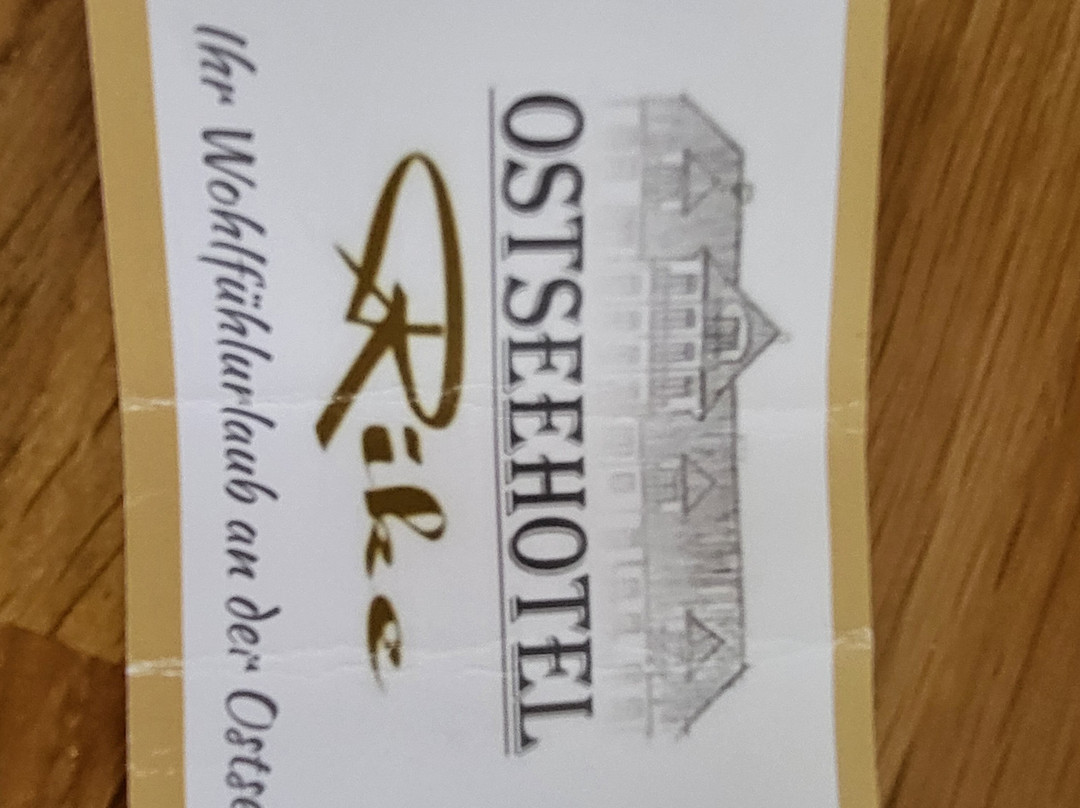 OSTSEEHOTEL
Rike
Ihr Wohlfühlurlaub an der